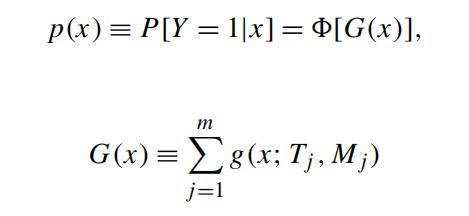 p(x) ≡ P[Y = 1|x] = Φ[G(x)],
G(x) ≡ ∑_{j=1}^{m} g(x; T_j, M_j)